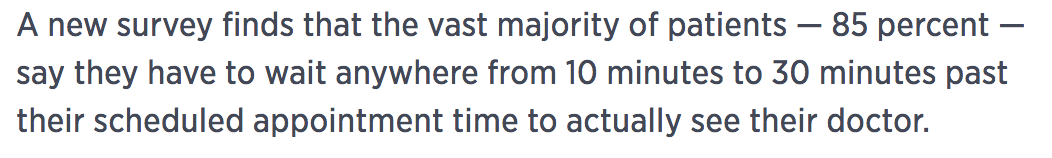 A new survey finds that the vast majority of patients — 85 percent —
say they have to wait anywhere from 10 minutes to 30 minutes past
their scheduled appointment time to actually see their doctor.